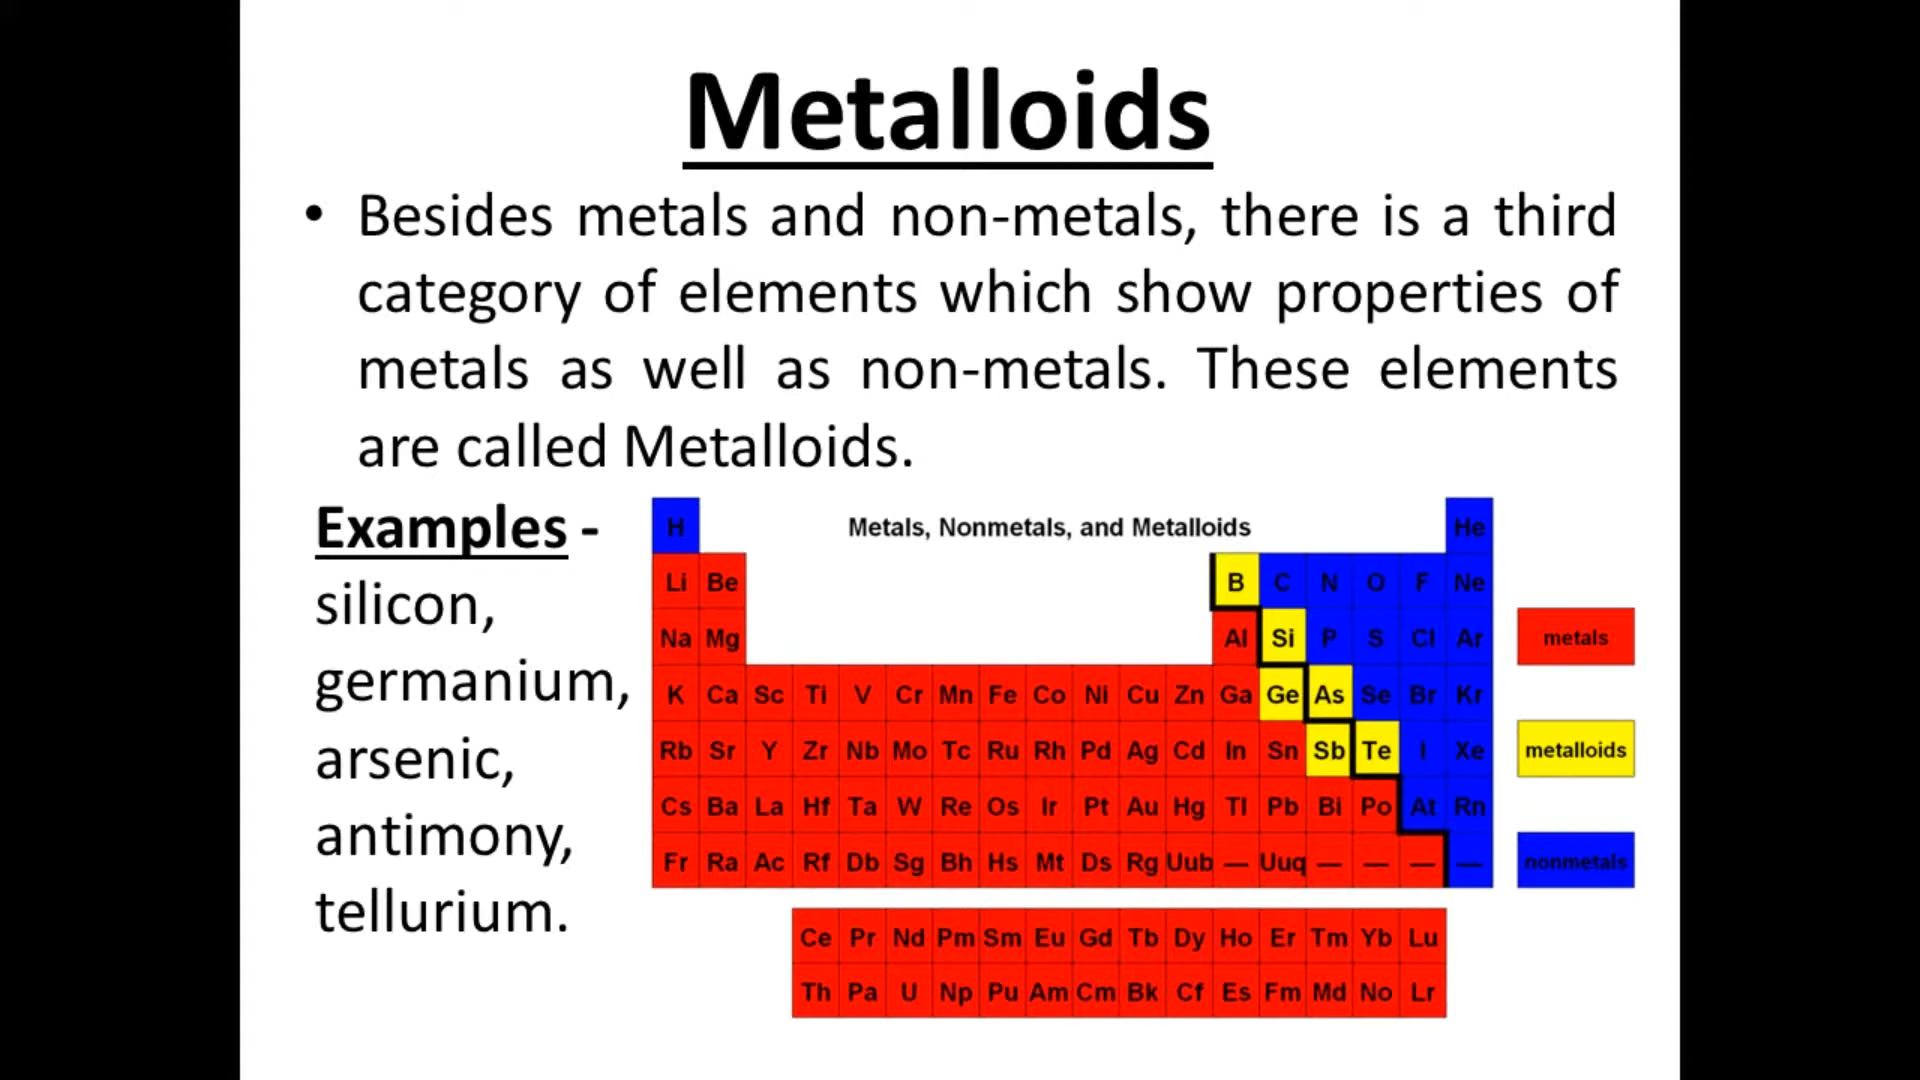 Metalloids
• Besides metals and non-metals, there is a third
category of elements which show properties of
metals as well as non-metals. These elements
are called Metalloids.
Examples -
silicon,
germanium,
arsenic,
antimony,
tellurium.
Metals, Nonmetals, and Metalloids
H He
Li Be B C N O F Ne
Na Mg Al Si P S Cl Ar
K Ca Sc Ti V Cr Mn Fe Co Ni Cu Zn Ga Ge As Se Br Kr
Rb Sr Y Zr Nb Mo Tc Ru Rh Pd Ag Cd In Sn Sb Te I Xe
Cs Ba La Hf Ta W Re Os Ir Pt Au Hg Tl Pb Bi Po At Rn
Fr Ra Ac Rf Db Sg Bh Hs Mt Ds Rg Uub — Uuq — — — —
Ce Pr Nd Pm Sm Eu Gd Tb Dy Ho Er Tm Yb Lu
Th Pa U Np Pu Am Cm Bk Cf Es Fm Md No Lr
metals
metalloids
nonmetals